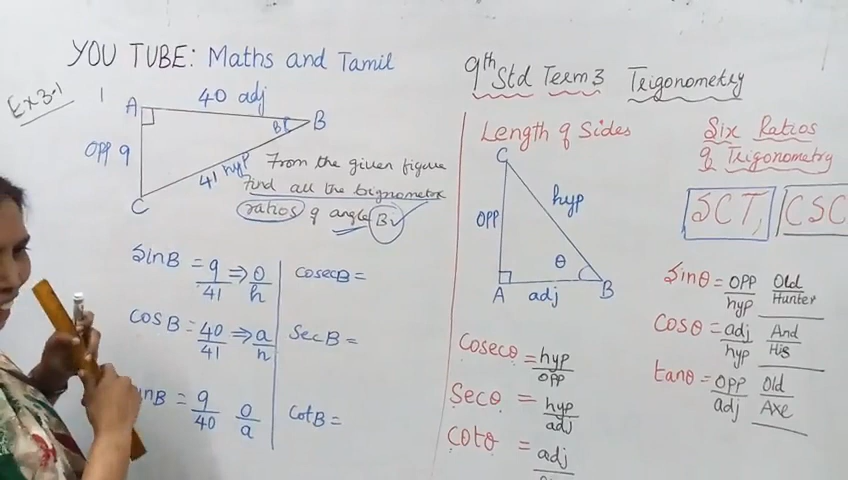 YOU TUBE: Maths and Tamil
Ex 3.1
1
A
40 adj
B
B
opp 9
41 hyp
C
From the given figure
find all the trignometric
ratios of angle B
SinB = 9/41 ⇒ o/h
cosecB =
cosB = 40/41 ⇒ a/h
SecB =
nB = 9/40 o/a
CotB =
9th Std Term 3 Trigonometry
Length of Sides
C
opp
hyp
θ
A
adj
B
Cosecθ = hyp/opp
Secθ = hyp/adj
cotθ = adj/
Six Ratios
of Trigonometry
SCT, CSC
Sinθ = opp/hyp Old/Hunter
Cosθ = adj/hyp And/His
tanθ = opp/adj Old/Axe